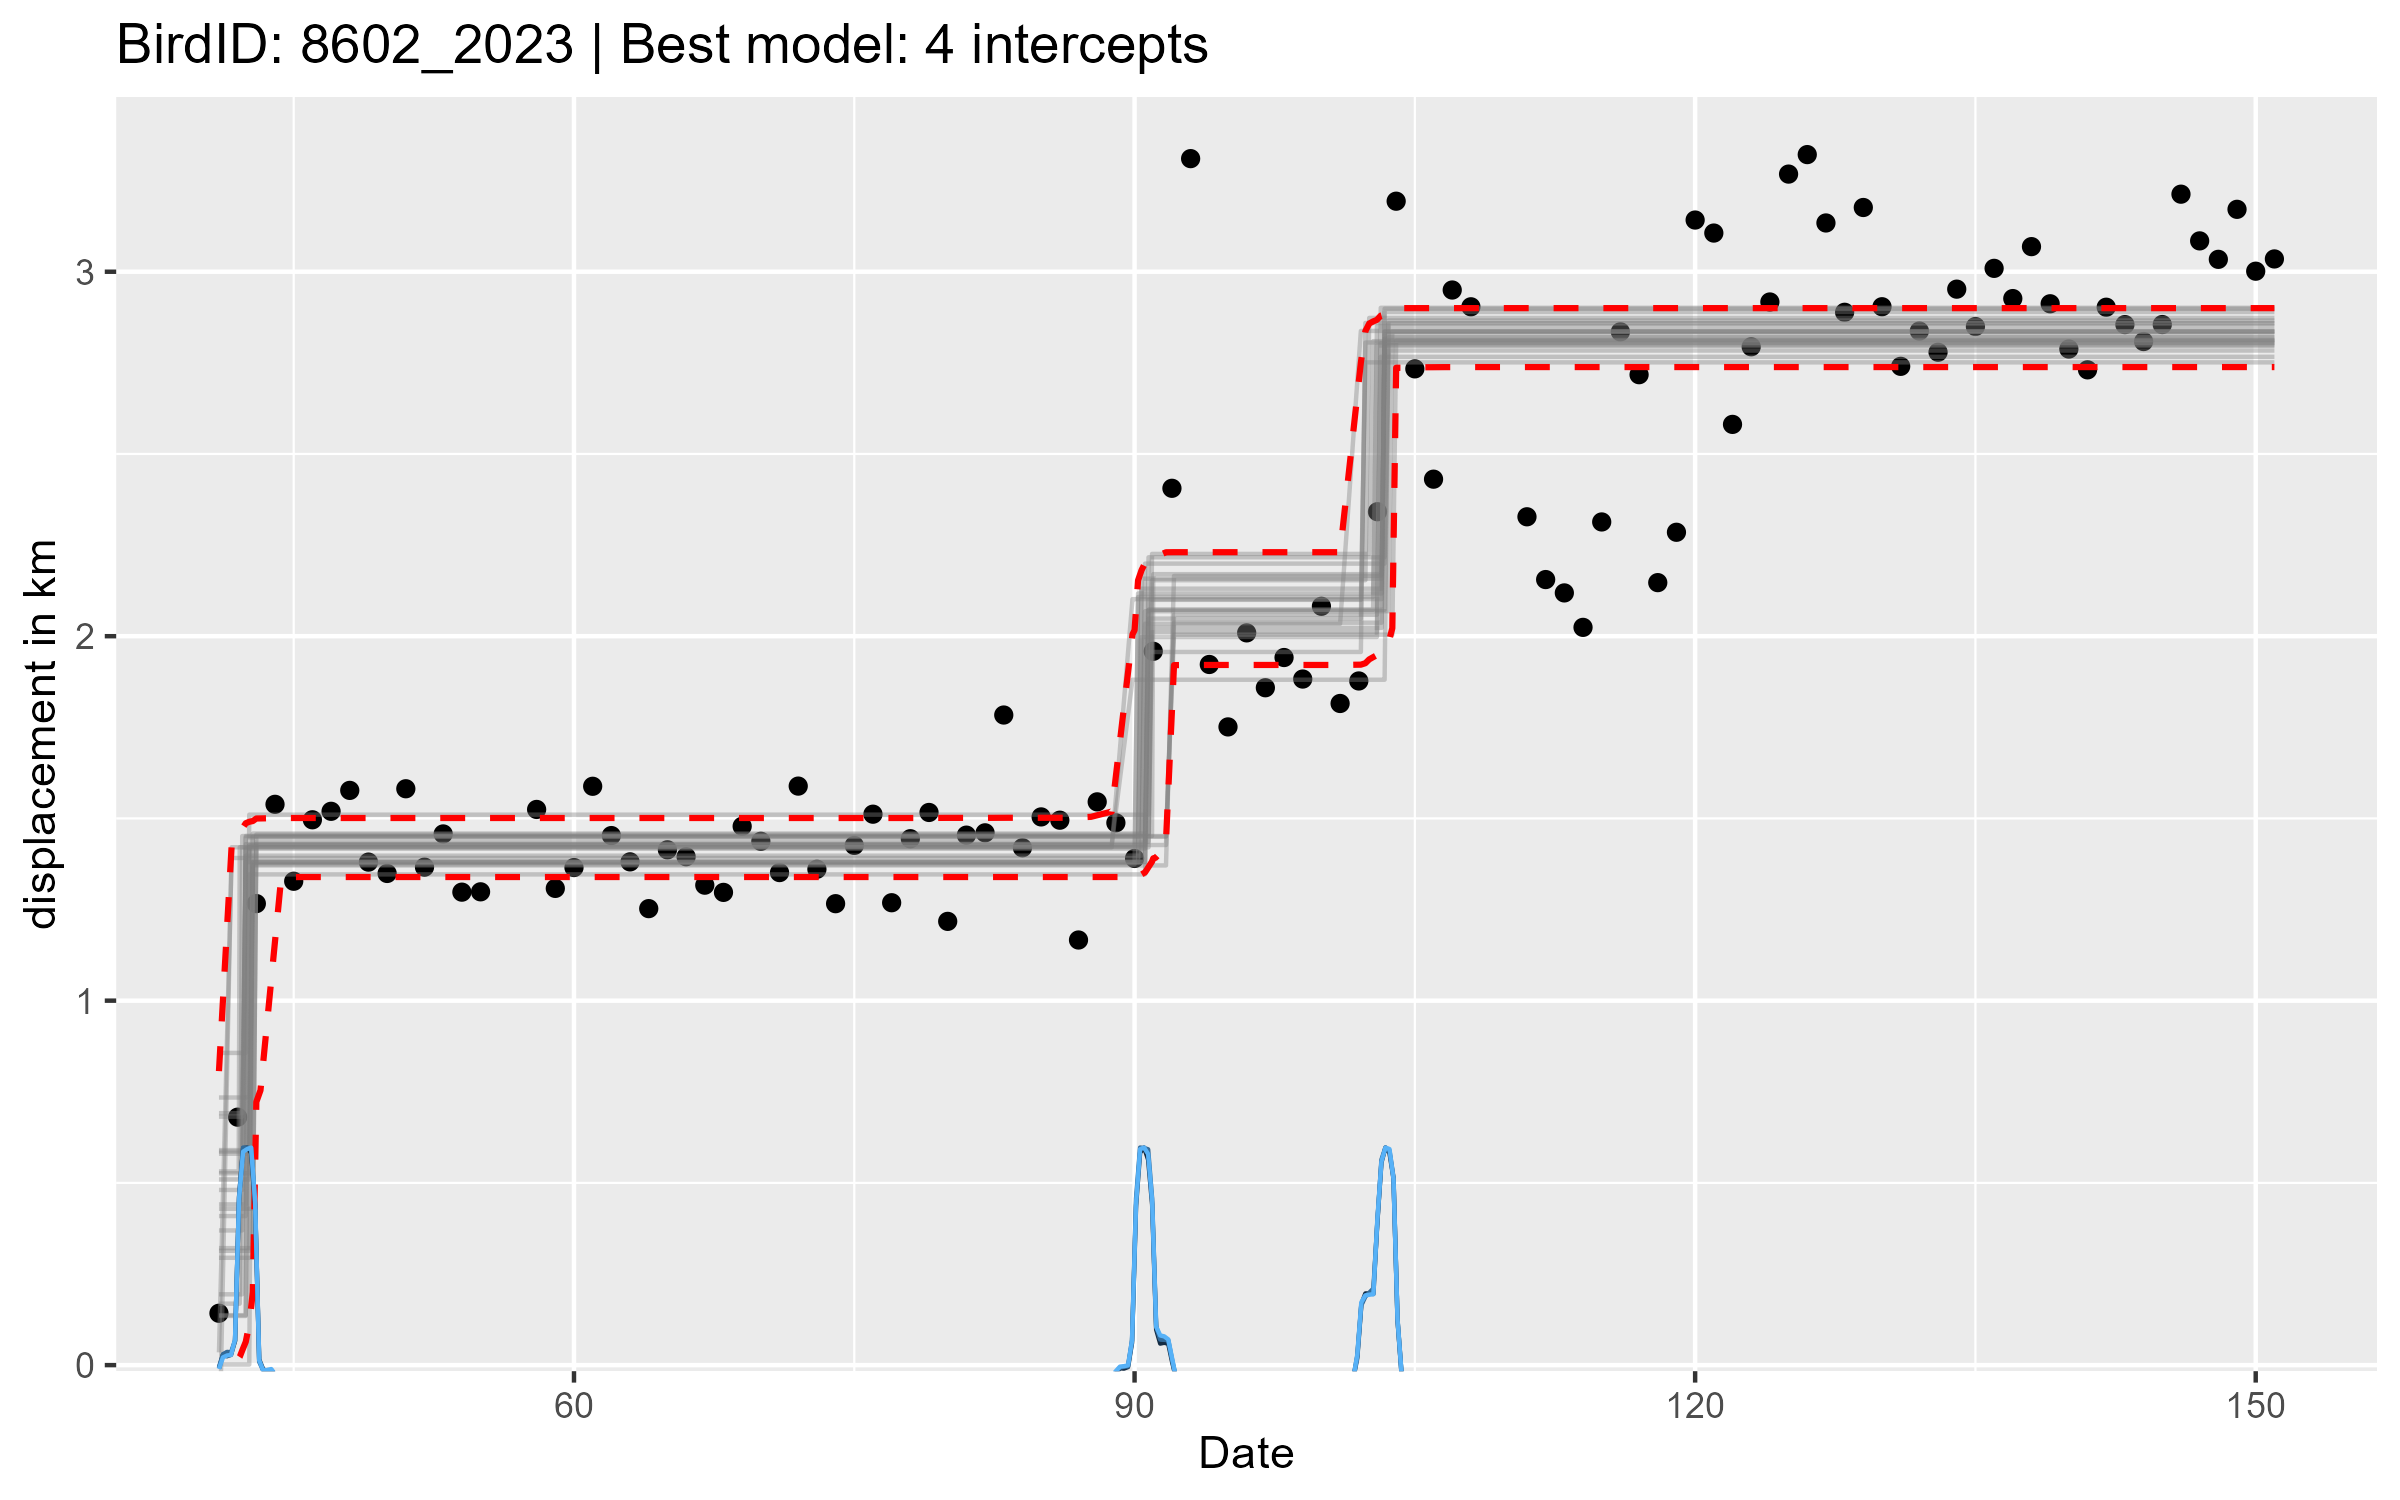 BirdID: 8602_2023 | Best model: 4 intercepts
displacement in km
3
2
1
0
60
90
120
150
Date